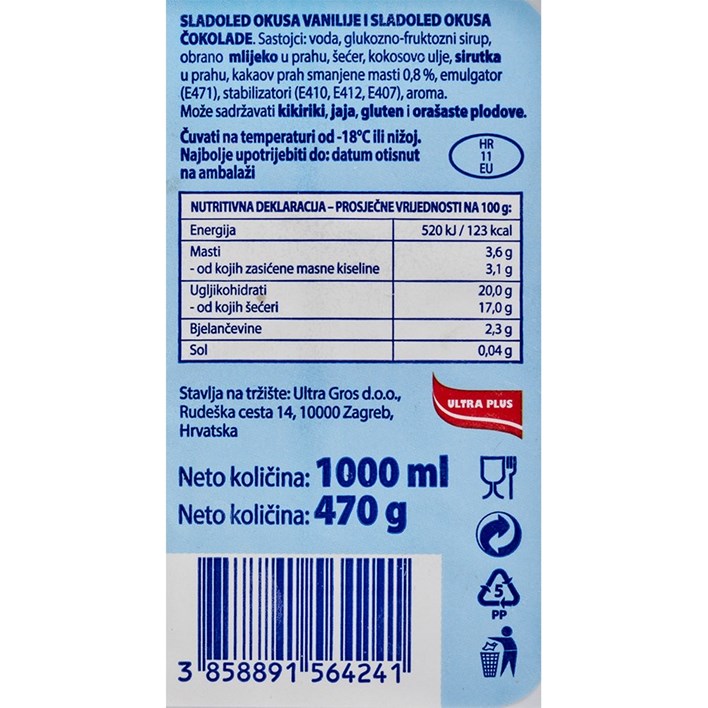 SLADOLED OKUSA VANILIJE I SLADOLED OKUSA
ČOKOLADE. Sastojci: voda, glukozno-fruktozni sirup,
obrano mlijeko u prahu, šećer, kokosovo ulje, sirutka
u prahu, kakaov prah smanjene masti 0,8 %, emulgator
(E471), stabilizatori (E410, E412, E407), aroma.
Može sadržavati kikiriki, jaja, gluten i orašaste plodove.
Čuvati na temperaturi od -18°C ili nižoj.
Najbolje upotrijebiti do: datum otisnut
na ambalaži
HR
11
EU
NUTRITIVNA DEKLARACIJA – PROSJEČNE VRIJEDNOSTI NA 100 g:
Energija 520 kJ / 123 kcal
Masti 3,6 g
- od kojih zasićene masne kiseline 3,1 g
Ugljikohidrati 20,0 g
- od kojih šećeri 17,0 g
Bjelančevine 2,3 g
Sol 0,04 g
Stavlja na tržište: Ultra Gros d.o.o.,
Rudeška cesta 14, 10000 Zagreb,
Hrvatska
ULTRA PLUS
Neto količina: 1000 ml
Neto količina: 470 g
5
PP
3 858891 564241